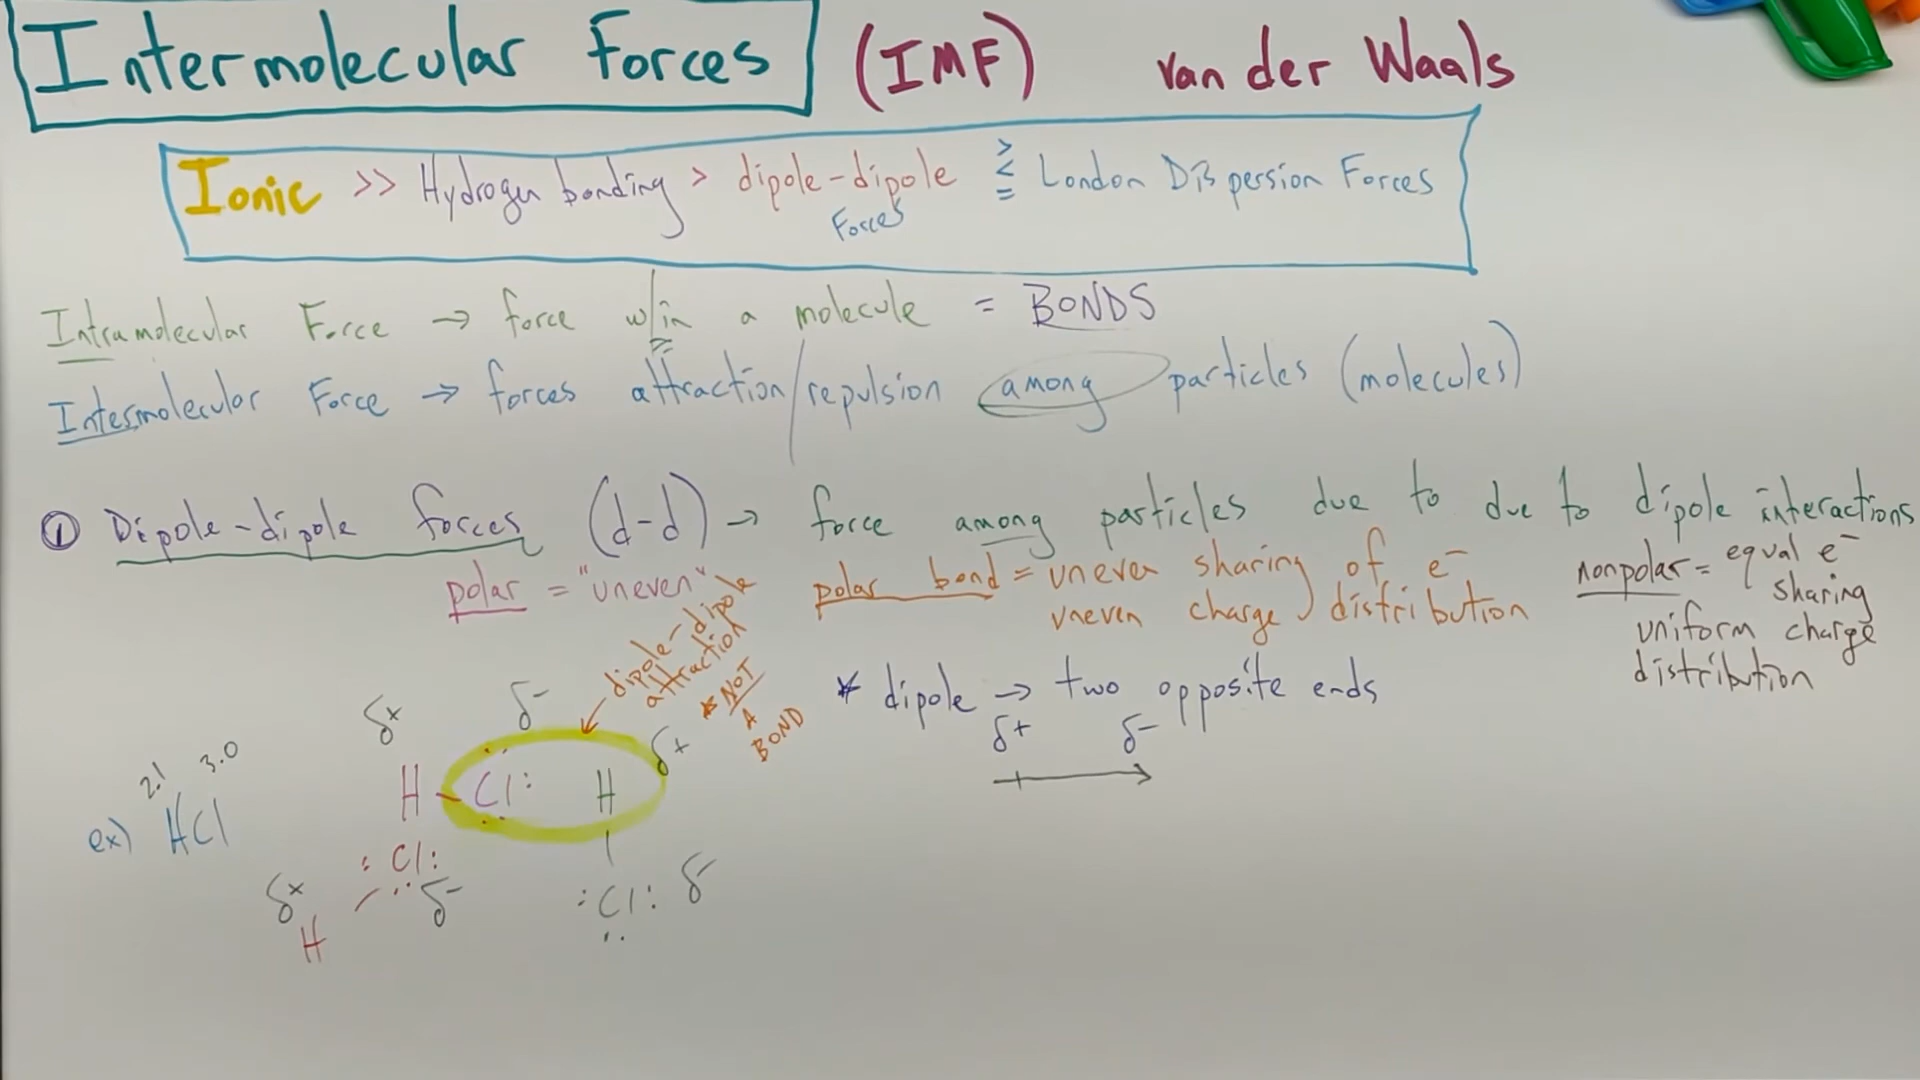 Intermolecular Forces (IMF) van der Waals
Ionic >> Hydrogen bonding > dipole-dipole Forces ≥ < = London Dispersion Forces
Intramolecular Force → force w/in a molecule = BONDS
Intermolecular Force → forces attraction/repulsion among particles (molecules)
① Dipole-dipole forces (d-d) → force among particles due to due to dipole interactions
polar = "uneven"
polar bond = uneven sharing of e⁻
uneven charge distribution
nonpolar = equal e⁻
sharing
uniform charge
distribution
dipole-dipole
attraction
* NOT
A
BOND
* dipole → two opposite ends
δ+ δ-
ex) HCl
2.1 3.0
δ+ δ-
H - Cl: H δ+
:Cl:
δ+ δ-
H
:Cl: δ-